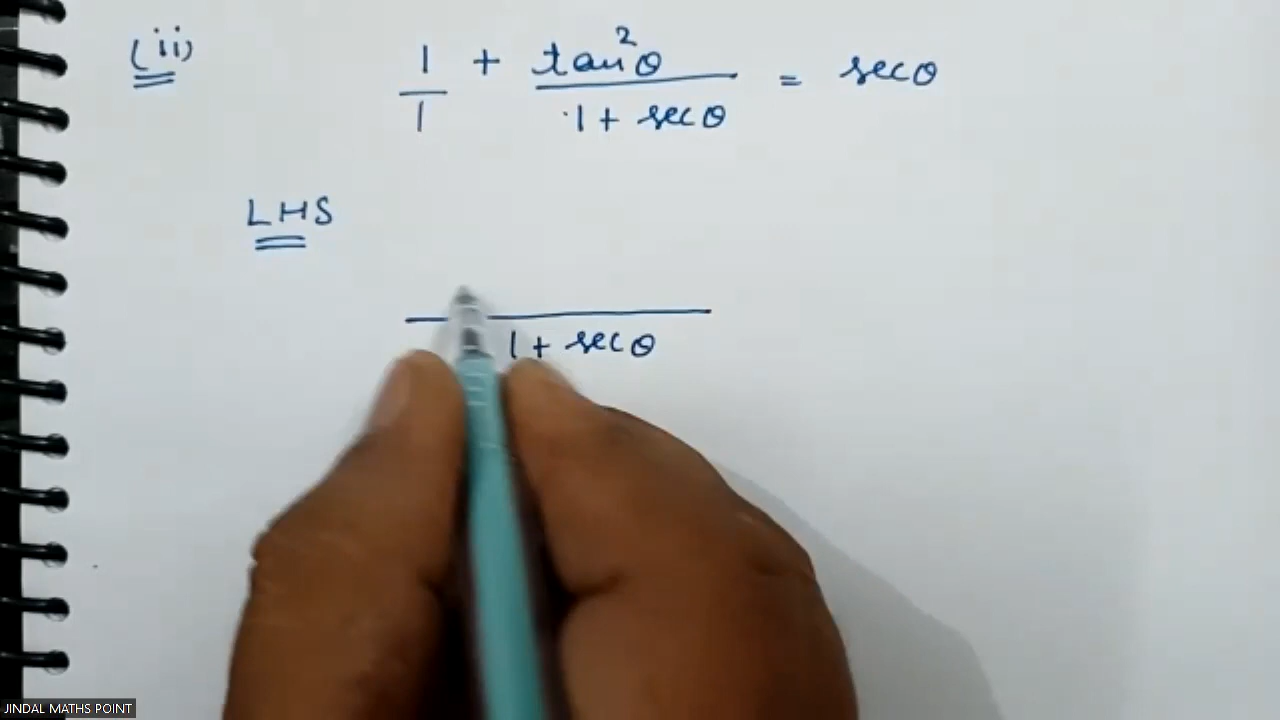 (ii) 1/1 + tan²θ/1 + secθ = secθ
LHS
1 + secθ
JINDAL MATHS POINT